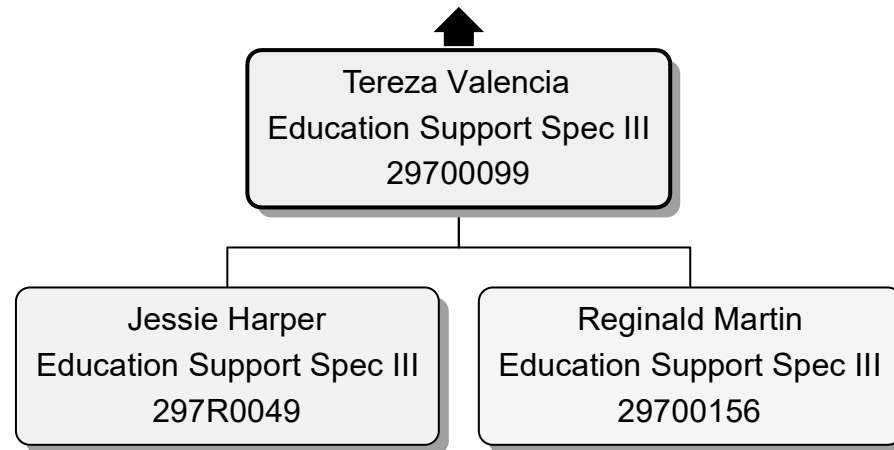 Tereza Valencia
Education Support Spec III
29700099
Jessie Harper
Education Support Spec III
297R0049
Reginald Martin
Education Support Spec III
29700156